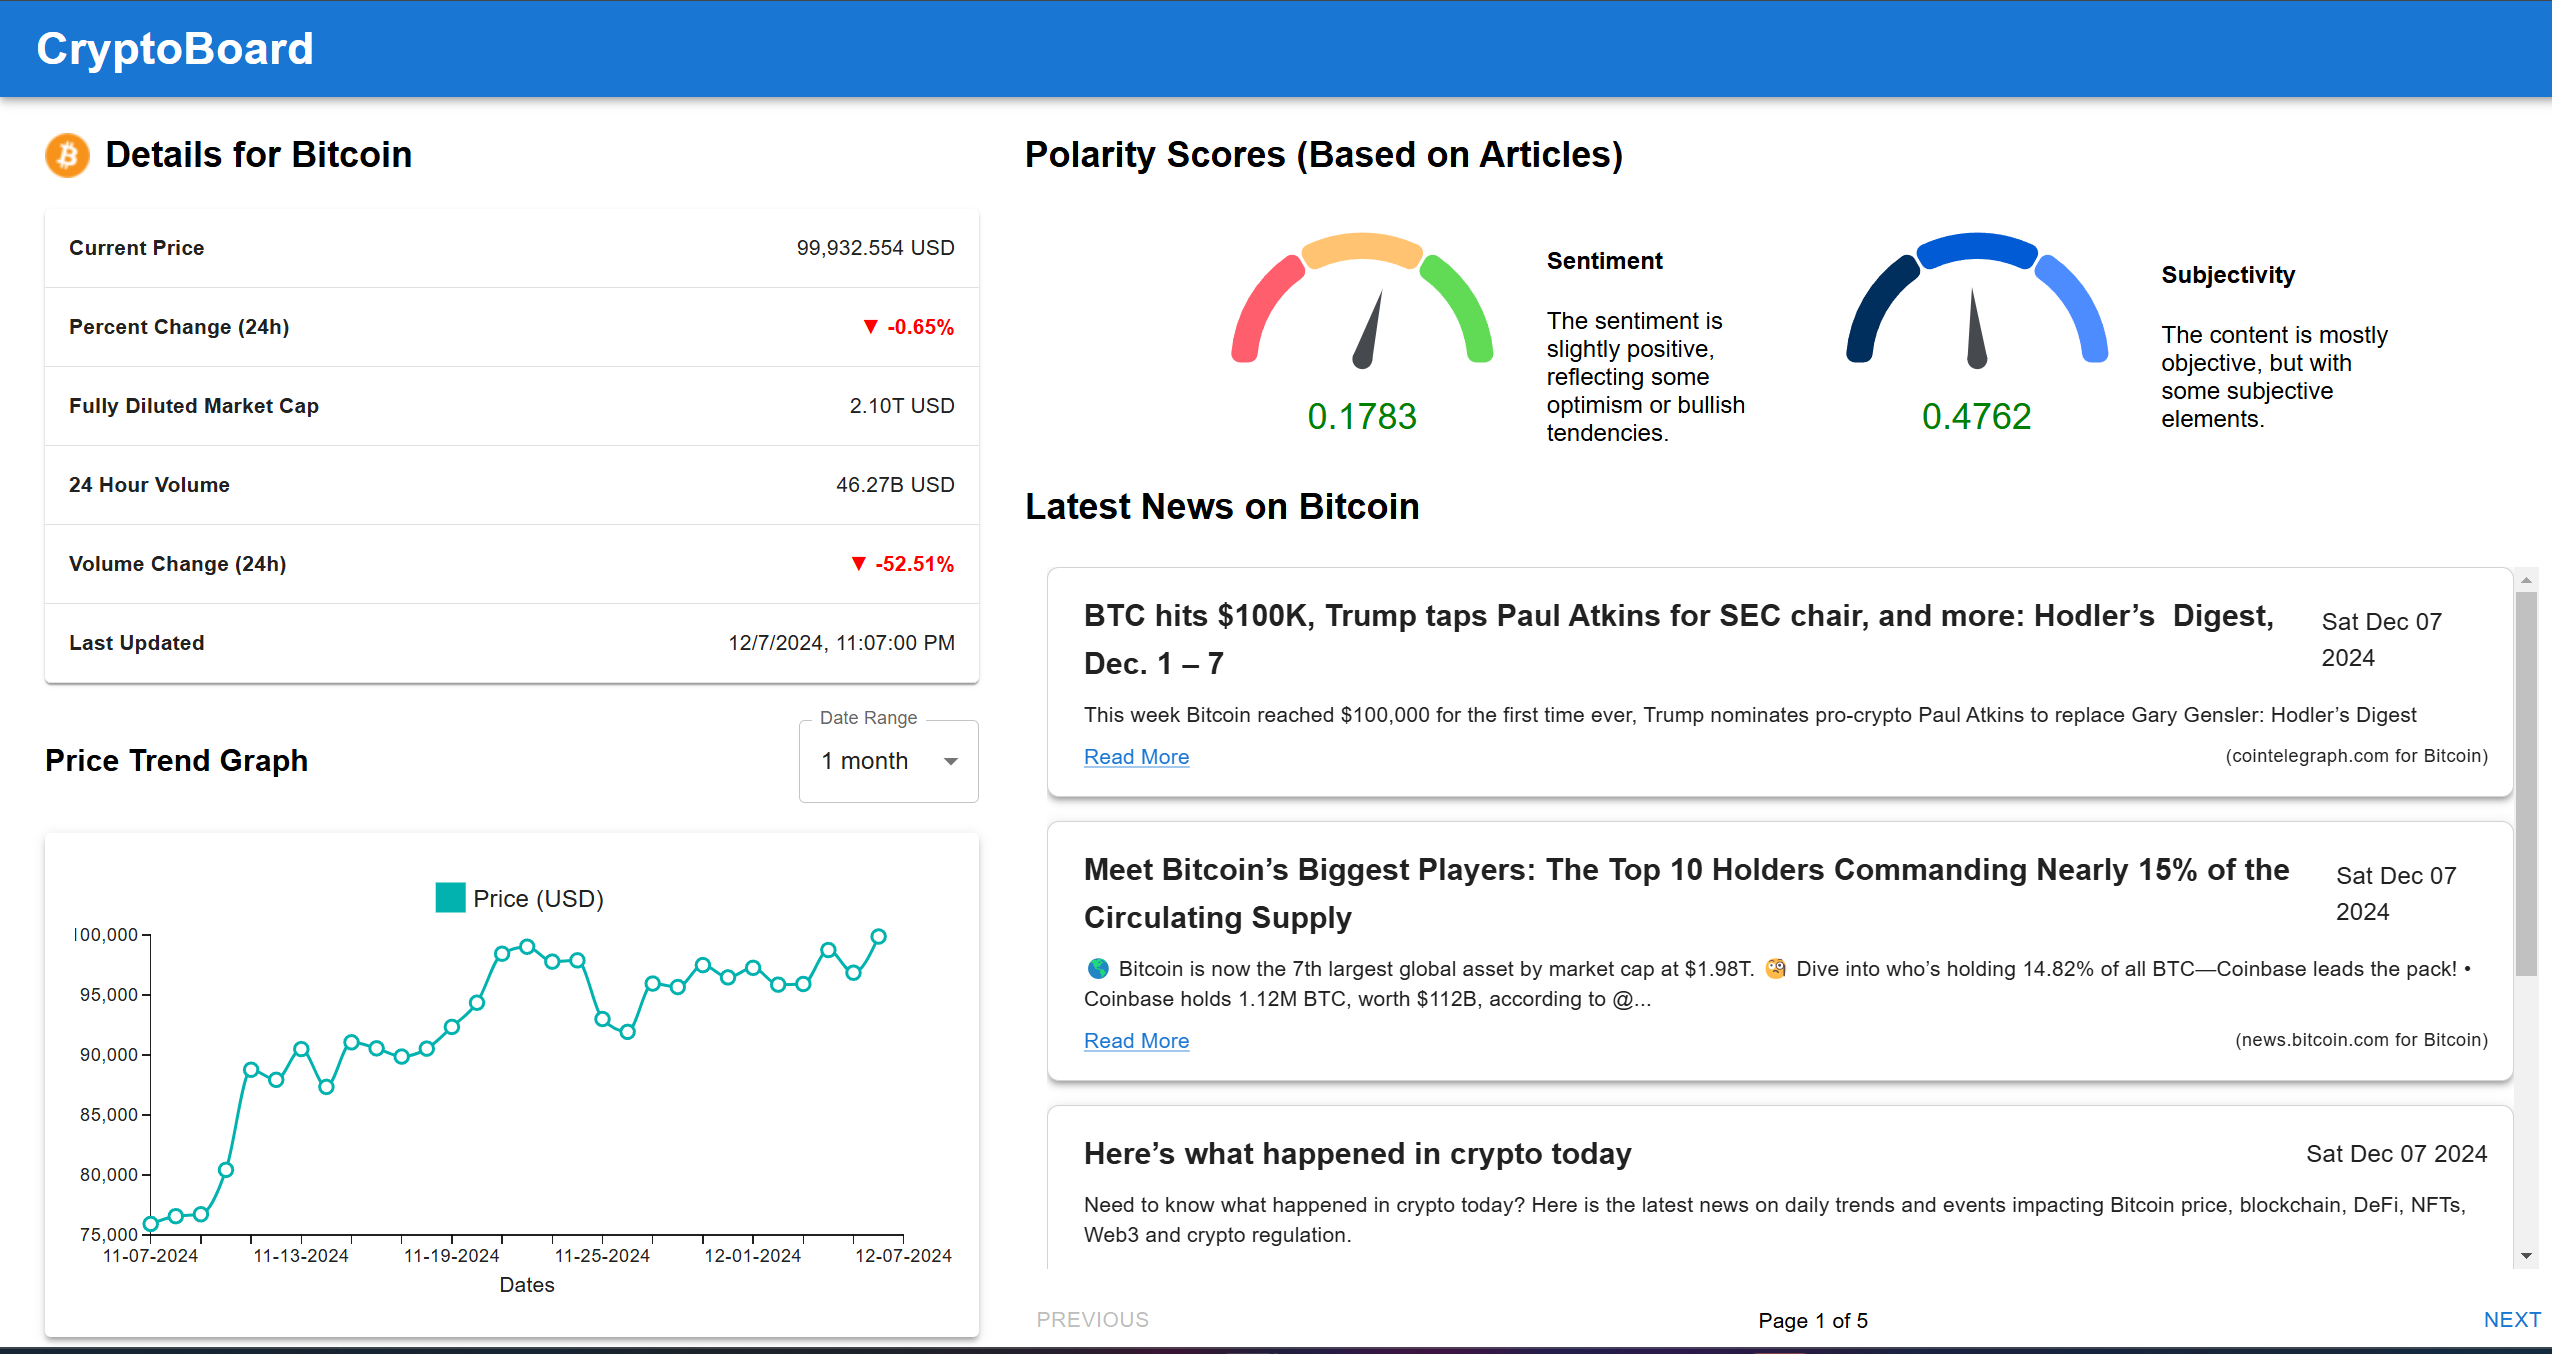 CryptoBoard
Details for Bitcoin
Current Price 99,932.554 USD
Percent Change (24h) ▼ -0.65%
Fully Diluted Market Cap 2.10T USD
24 Hour Volume 46.27B USD
Volume Change (24h) ▼ -52.51%
Last Updated 12/7/2024, 11:07:00 PM
Price Trend Graph
Date Range
1 month
Price (USD)
100,000
95,000
90,000
85,000
80,000
75,000
11-07-2024 11-13-2024 11-19-2024 11-25-2024 12-01-2024 12-07-2024
Dates
Polarity Scores (Based on Articles)
0.1783
Sentiment
The sentiment is
slightly positive,
reflecting some
optimism or bullish
tendencies.
0.4762
Subjectivity
The content is mostly
objective, but with
some subjective
elements.
Latest News on Bitcoin
BTC hits $100K, Trump taps Paul Atkins for SEC chair, and more: Hodler’s Digest,
Dec. 1 – 7
Sat Dec 07
2024
This week Bitcoin reached $100,000 for the first time ever, Trump nominates pro-crypto Paul Atkins to replace Gary Gensler: Hodler’s Digest
Read More
(cointelegraph.com for Bitcoin)
Meet Bitcoin’s Biggest Players: The Top 10 Holders Commanding Nearly 15% of the
Circulating Supply
Sat Dec 07
2024
🌎 Bitcoin is now the 7th largest global asset by market cap at $1.98T. 🧐 Dive into who’s holding 14.82% of all BTC—Coinbase leads the pack! •
Coinbase holds 1.12M BTC, worth $112B, according to @...
Read More
(news.bitcoin.com for Bitcoin)
Here’s what happened in crypto today
Sat Dec 07 2024
Need to know what happened in crypto today? Here is the latest news on daily trends and events impacting Bitcoin price, blockchain, DeFi, NFTs,
Web3 and crypto regulation.
PREVIOUS
Page 1 of 5
NEXT